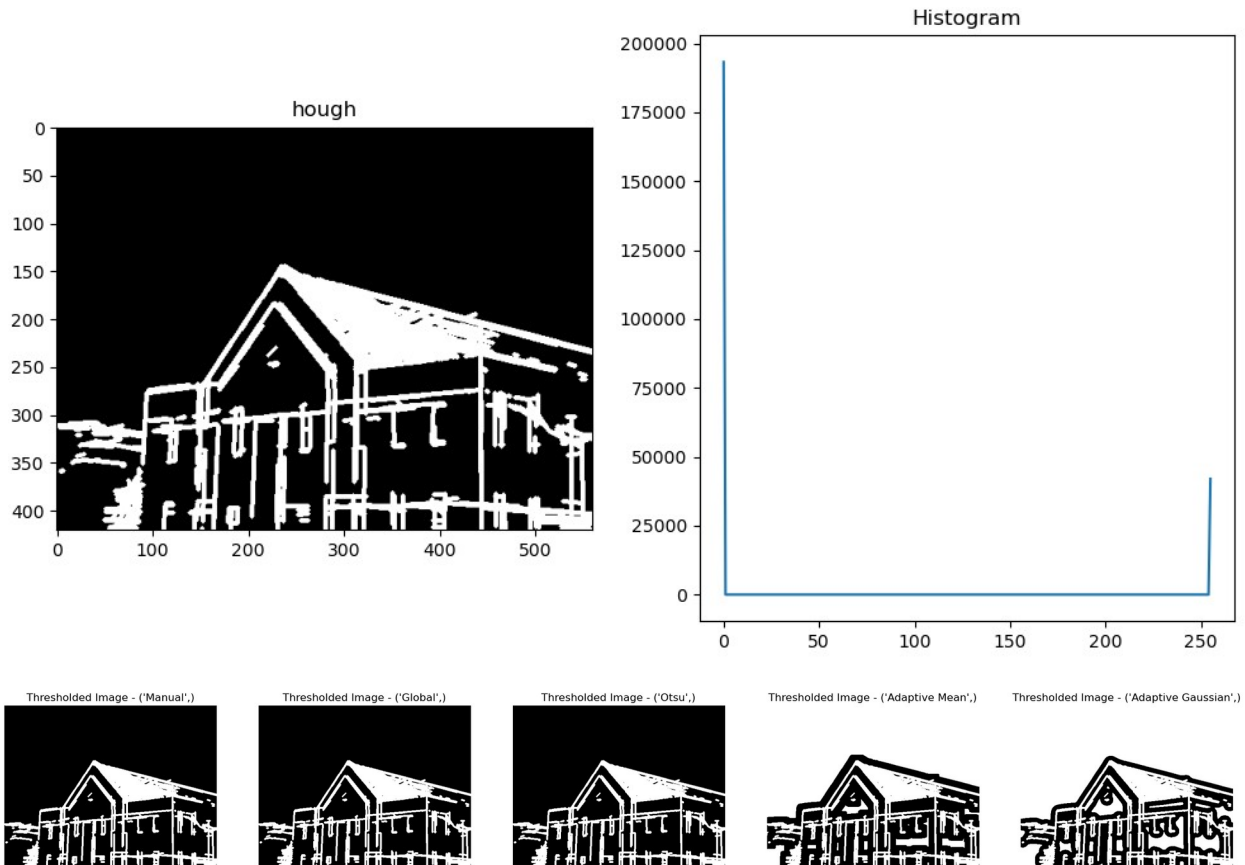 Histogram
hough
200000
175000
150000
125000
100000
75000
50000
25000
0
0 50 100 150 200 250
0
50
100
150
200
250
300
350
400
0 100 200 300 400 500
Thresholded Image - ('Manual',)
Thresholded Image - ('Global',)
Thresholded Image - ('Otsu',)
Thresholded Image - ('Adaptive Mean',)
Thresholded Image - ('Adaptive Gaussian',)